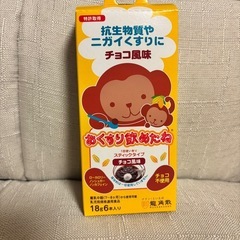 特許取得
抗生物質や
ニガイくすりに
チョコ風味
おくすり飲めたね
スティックタイプ
チョコ風味
チョコ
不使用
18g6本入り
龍角散